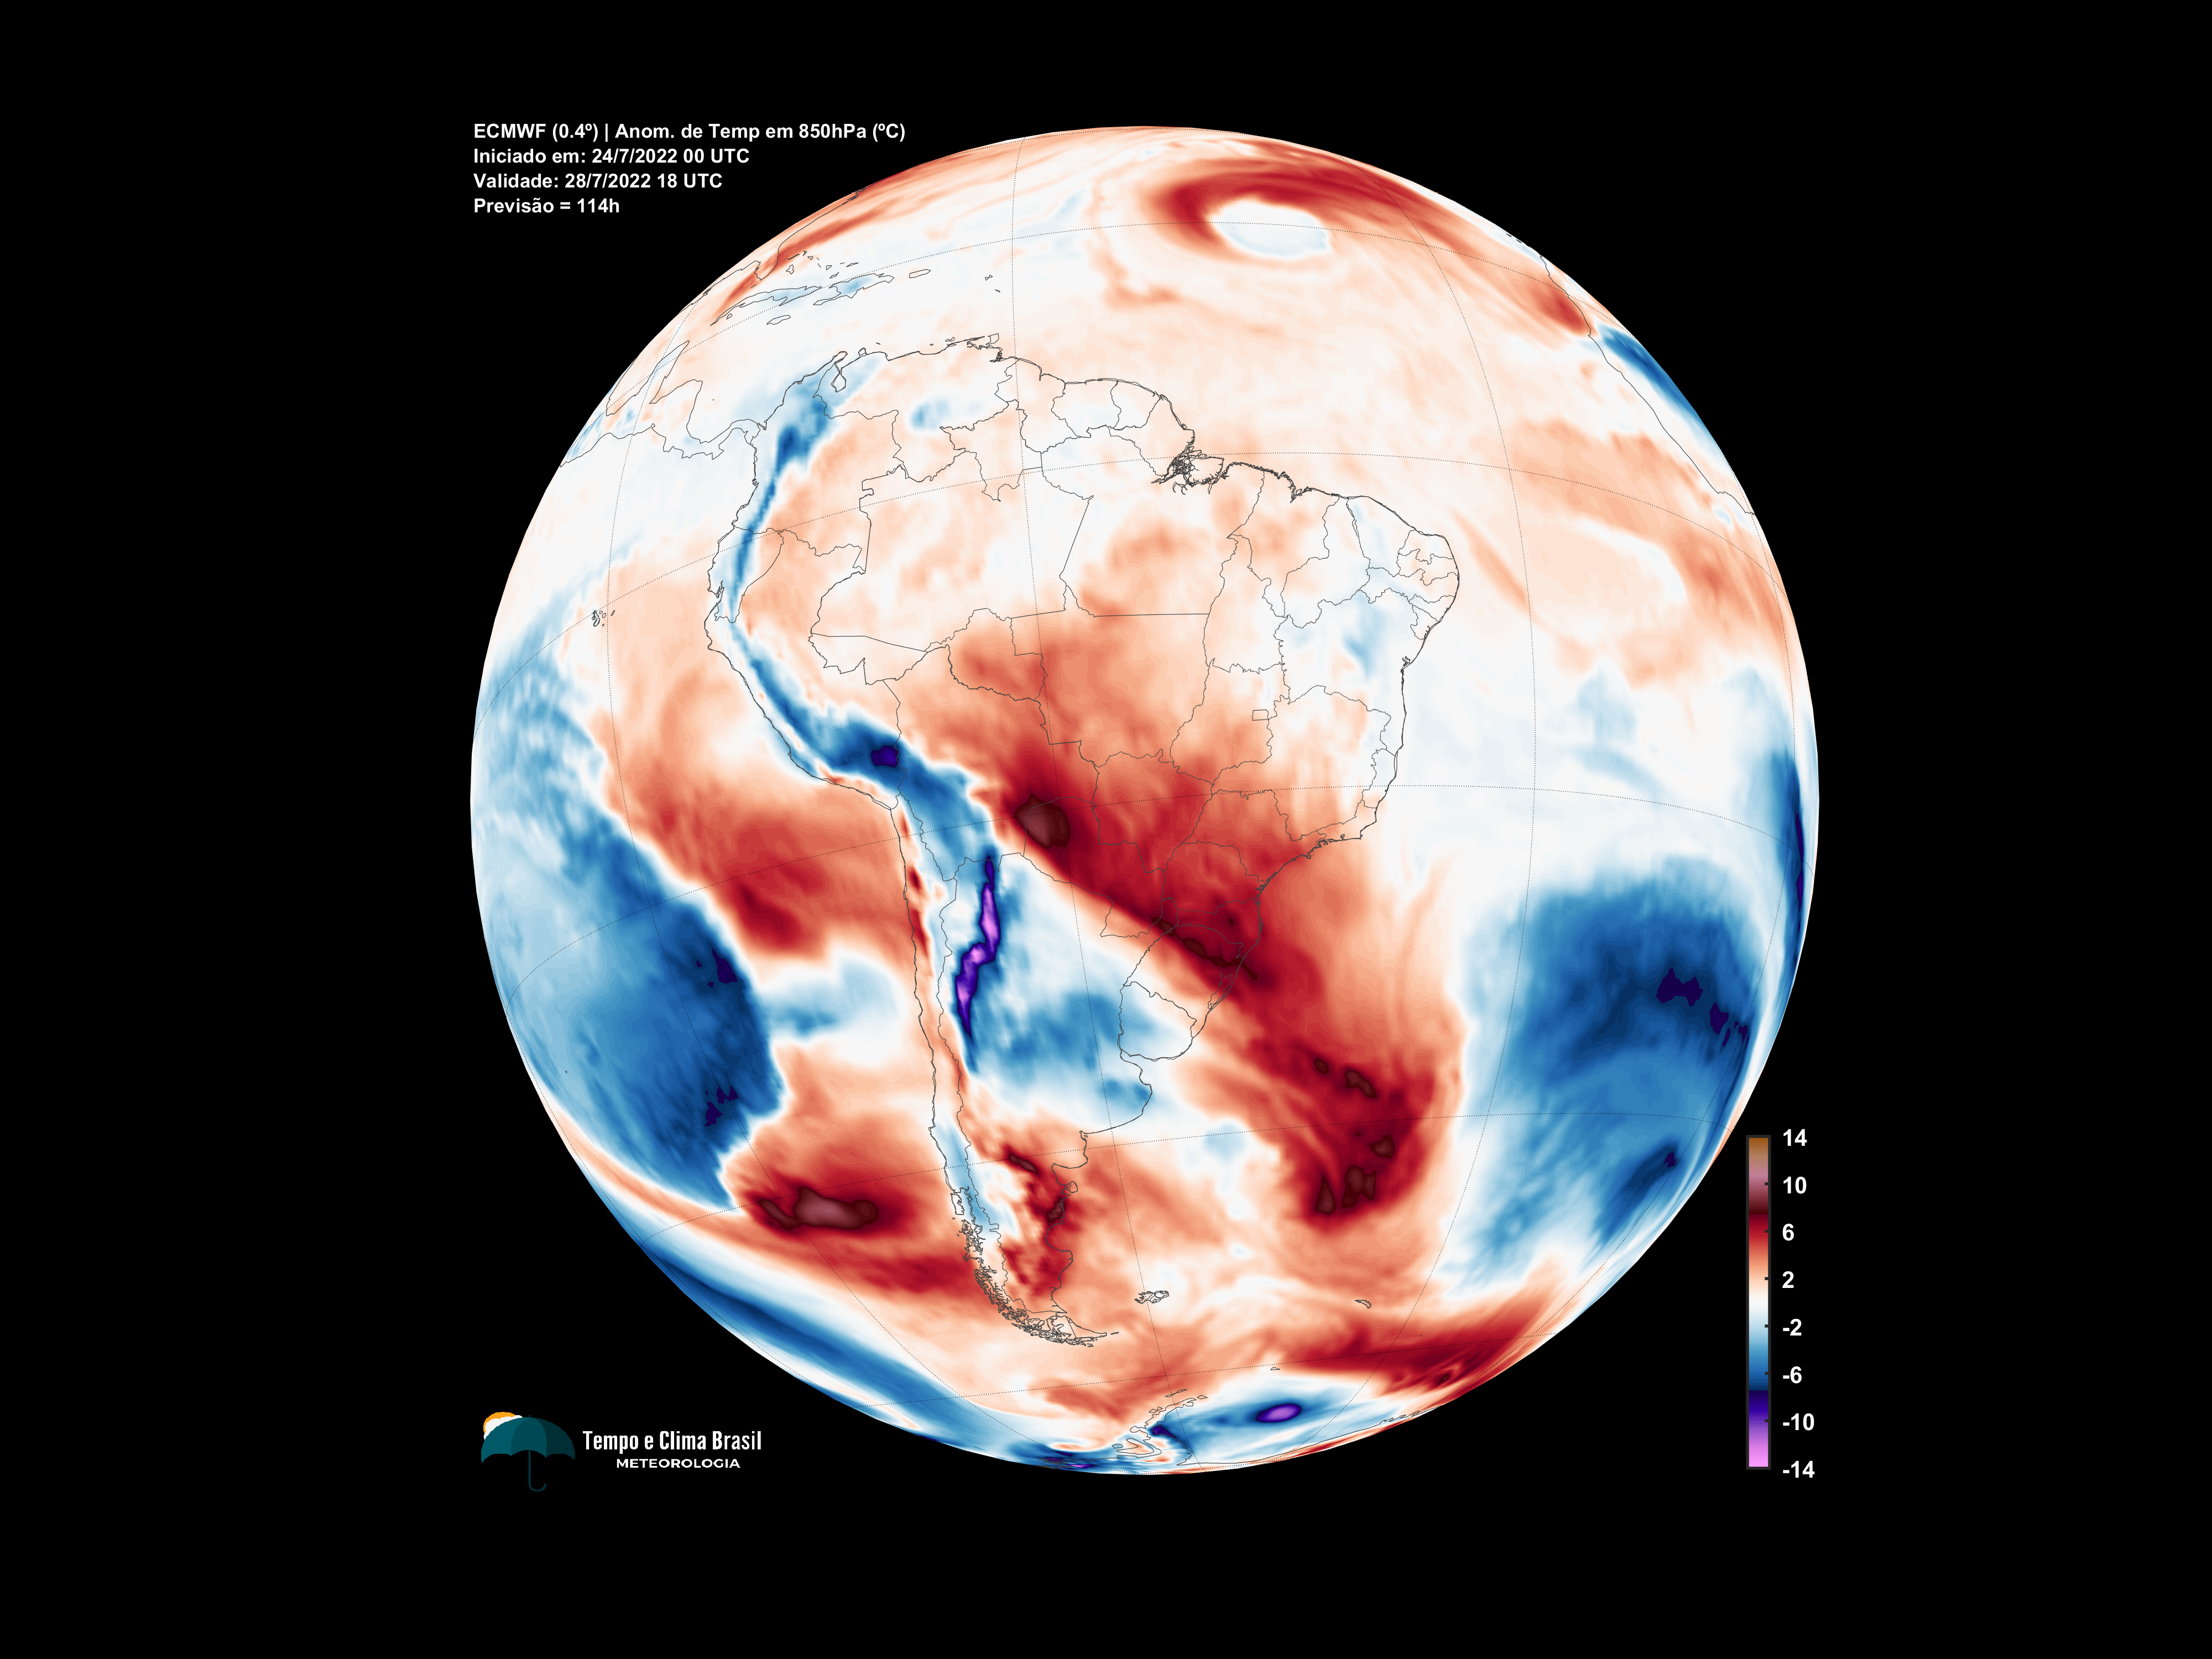 ECMWF (0.4º) | Anom. de Temp em 850hPa (ºC)
Iniciado em: 24/7/2022 00 UTC
Validade: 28/7/2022 18 UTC
Previsão = 114h
14
10
6
2
-2
-6
-10
-14
Tempo e Clima Brasil
METEOROLOGIA